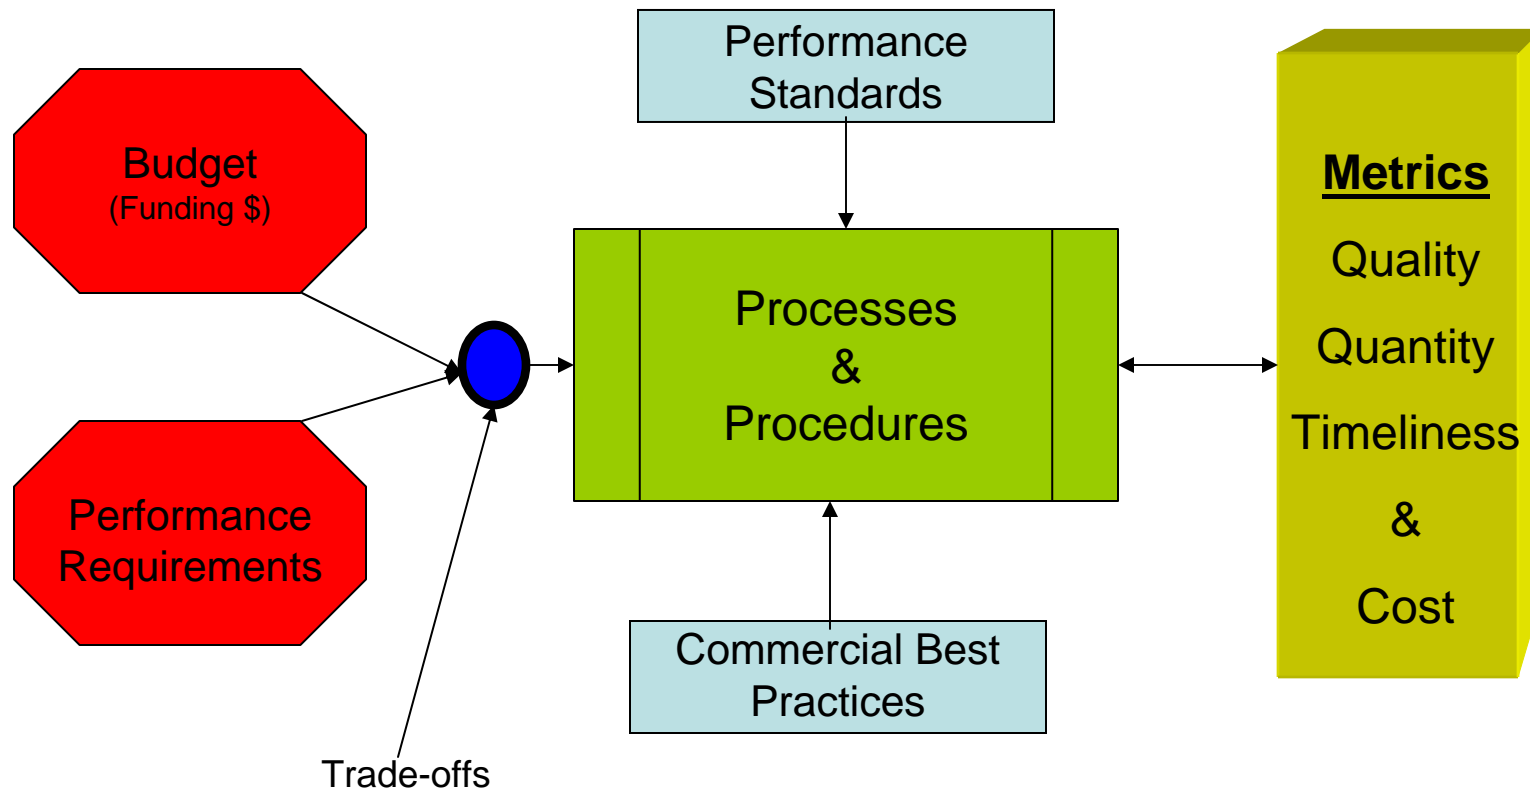 Performance
Standards
Budget
(Funding $)
Metrics
Quality
Quantity
Timeliness
&
Cost
Processes
&
Procedures
Performance
Requirements
Commercial Best
Practices
Trade-offs